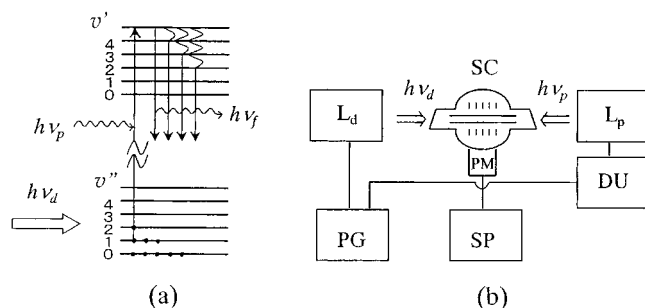 v'
4
3
2
1
0
hν_p
hν_f
v''
hν_d
4
3
2
1
0
(a)
SC
hν_d
hν_p
L_d
L_p
PM
DU
PG
SP
(b)